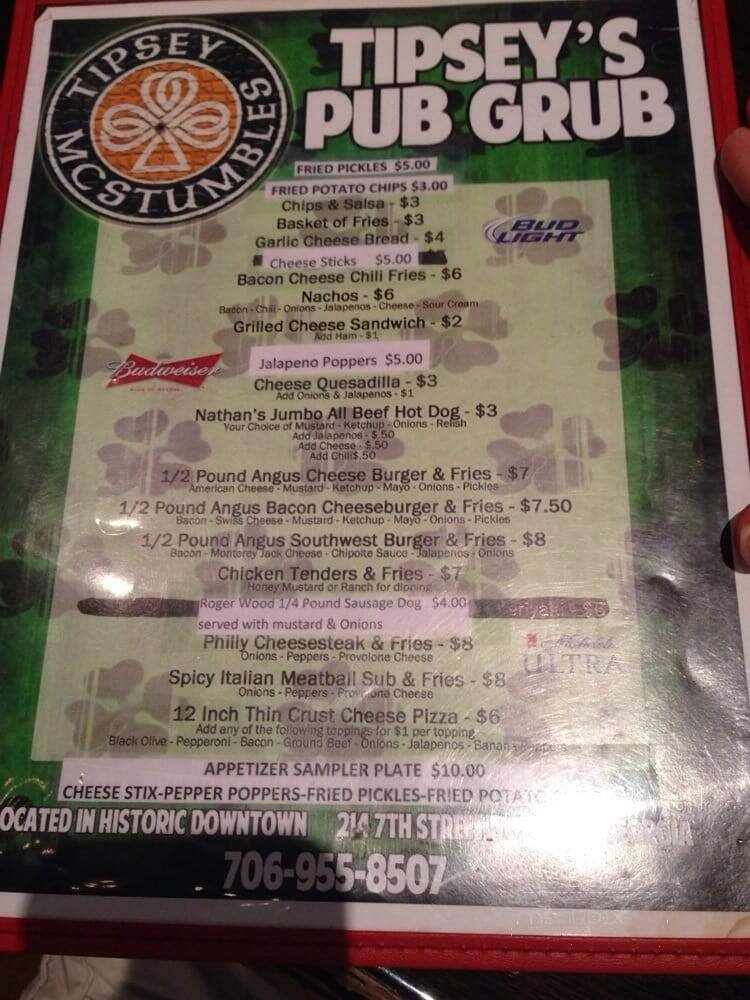 TIPSEY
MCSTUMBLES
TIPSEY'S
PUB GRUB
FRIED PICKLES $5.00
FRIED POTATO CHIPS $3.00
Chips & Salsa - $3
Basket of Fries - $3
Garlic Cheese Bread - $4
BUD
LIGHT
Cheese Sticks $5.00
Bacon Cheese Chili Fries - $6
Nachos - $6
Bacon - Chili - Onions - Jalapenos - Cheese - Sour Cream
Grilled Cheese Sandwich - $2
Add Ham - $1
Budweiser
Jalapeno Poppers $5.00
Cheese Quesadilla - $3
Add Onions & Jalapenos - $1
Nathan's Jumbo All Beef Hot Dog - $3
Your Choice of Mustard - Ketchup - Onions - Relish
Add Jalapenos - $.50
Add Cheese - $.50
Add Chili$.50
1/2 Pound Angus Cheese Burger & Fries - $7
American Cheese - Mustard - Ketchup - Mayo - Onions - Pickles
1/2 Pound Angus Bacon Cheeseburger & Fries - $7.50
Bacon - Swiss Cheese - Mustard - Ketchup - Mayo - Onions - Pickles
1/2 Pound Angus Southwest Burger & Fries - $8
Bacon - Monterey Jack Cheese - Chipolte Sauce - Jalapenos - Onions
Chicken Tenders & Fries - $7
Honey Mustard or Ranch for dipping
Roger Wood 1/4 Pound Sausage Dog $4.00
served with mustard & Onions
Philly Cheesesteak & Fries - $8
Onions - Peppers - Provolone Cheese
ULTRA
Spicy Italian Meatball Sub & Fries - $8
Onions - Peppers - Provolone Cheese
12 Inch Thin Crust Cheese Pizza - $6
Add any of the following toppings for $1 per topping
Black Olive - Pepperoni - Bacon - Ground Beef - Onions - Jalapenos - Banana Peppers
APPETIZER SAMPLER PLATE $10.00
CHEESE STIX-PEPPER POPPERS-FRIED PICKLES-FRIED POTATO
OCATED IN HISTORIC DOWNTOWN 214 7TH STREET
706-955-8507